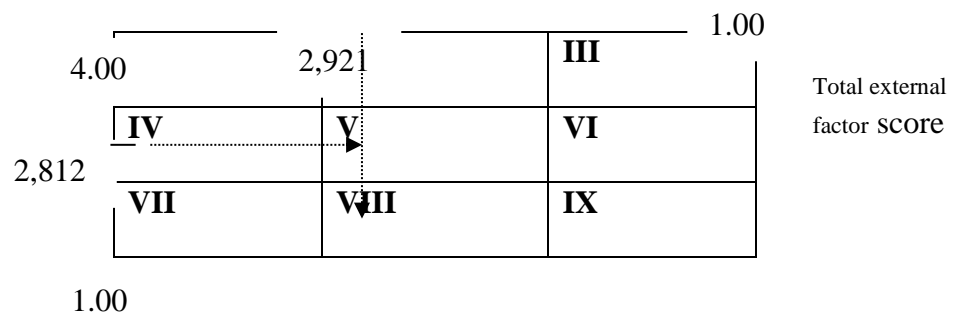 1.00
4.00 2,921 III
Total external
factor score
IV V VI
2,812
VII VIII IX
1.00